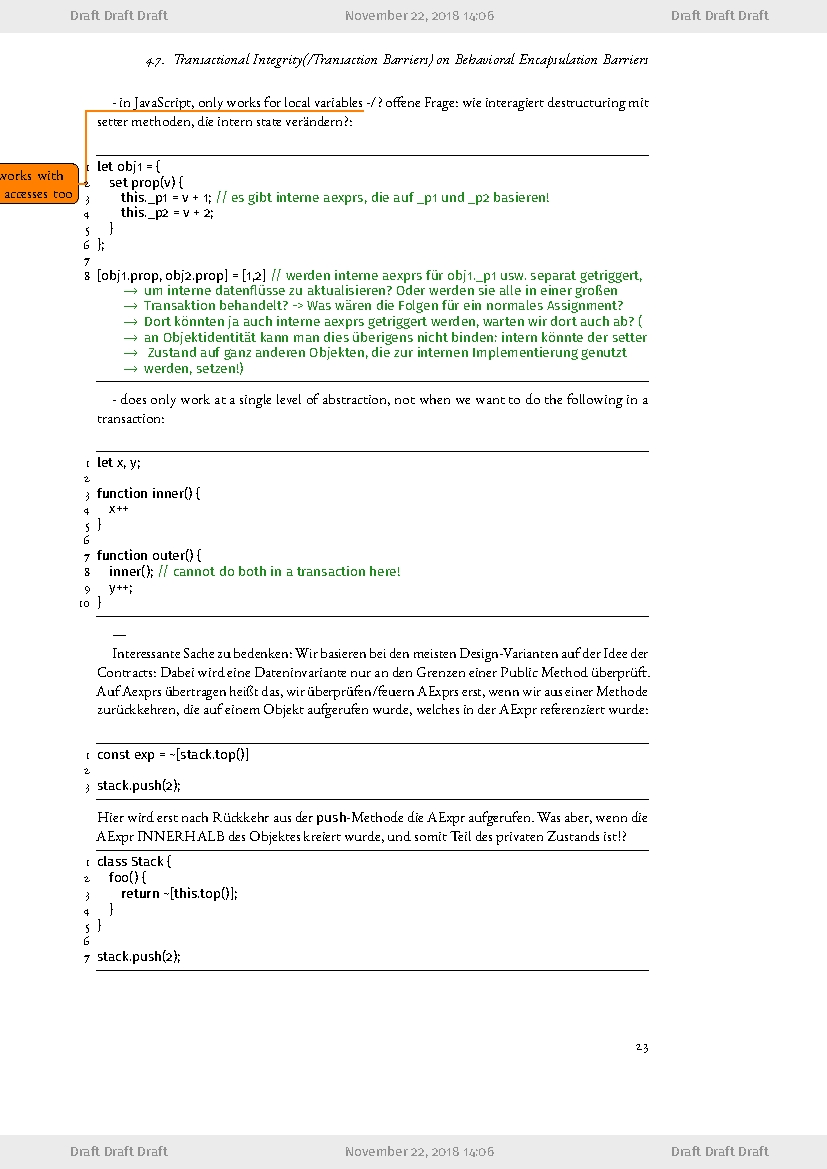 Draft Draft Draft November 22, 2018 14:06 Draft Draft Draft
4.7. Transactional Integrity(/Transaction Barriers) on Behavioral Encapsulation Barriers
- in JavaScript, only works for local variables -/? offene Frage: wie interagiert destructuring mit
setter methoden, die intern state verändern?:
works with
accesses too
1 let obj1 = {
2 set prop(v) {
3 this._p1 = v + 1; // es gibt interne aexprs, die auf _p1 und _p2 basieren!
4 this._p2 = v + 2;
5 }
6 };
7
8 [obj1.prop, obj2.prop] = [1,2] // werden interne aexprs für obj1._p1 usw. separat getriggert,
→ um interne datenflüsse zu aktualisieren? Oder werden sie alle in einer großen
→ Transaktion behandelt? -> Was wären die Folgen für ein normales Assignment?
→ Dort könnten ja auch interne aexprs getriggert werden, warten wir dort auch ab? (
→ an Objektidentität kann man dies überigens nicht binden: intern könnte der setter
→ Zustand auf ganz anderen Objekten, die zur internen Implementierung genutzt
→ werden, setzen!)
- does only work at a single level of abstraction, not when we want to do the following in a
transaction:
1 let x, y;
2
3 function inner() {
4 x++
5 }
6
7 function outer() {
8 inner(); // cannot do both in a transaction here!
9 y++;
10 }
—
Interessante Sache zu bedenken: Wir basieren bei den meisten Design-Varianten auf der Idee der
Contracts: Dabei wird eine Dateninvariante nur an den Grenzen einer Public Method überprüft.
Auf Aexprs übertragen heißt das, wir überprüfen/feuern AExprs erst, wenn wir aus einer Methode
zurückkehren, die auf einem Objekt aufgerufen wurde, welches in der AExpr referenziert wurde:
1 const exp = ~[stack.top()]
2
3 stack.push(2);
Hier wird erst nach Rückkehr aus der push-Methode die AExpr aufgerufen. Was aber, wenn die
AExpr INNERHALB des Objektes kreiert wurde, und somit Teil des privaten Zustands ist!?
1 class Stack {
2 foo() {
3 return ~[this.top()];
4 }
5 }
6
7 stack.push(2);
23
Draft Draft Draft November 22, 2018 14:06 Draft Draft Draft